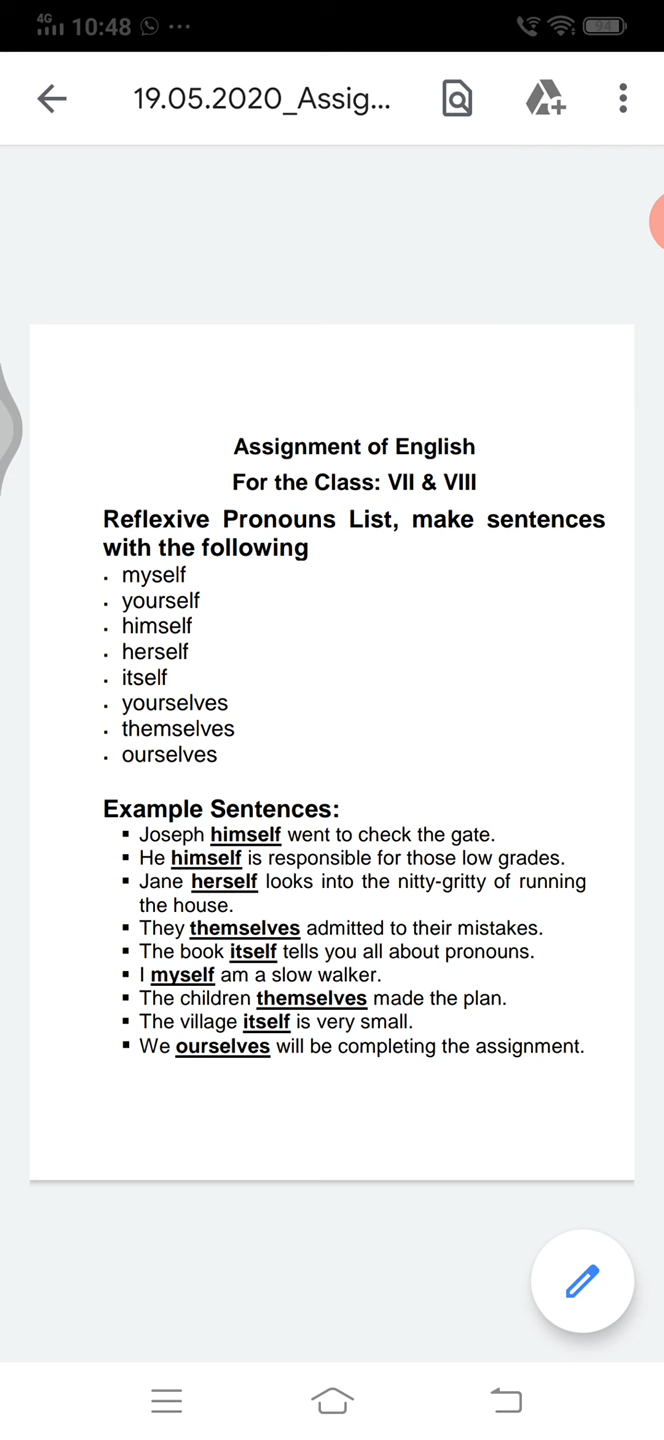 4G 10:48 ...
94
19.05.2020_Assig...
Assignment of English
For the Class: VII & VIII
Reflexive Pronouns List, make sentences
with the following
▪ myself
▪ yourself
▪ himself
▪ herself
▪ itself
▪ yourselves
▪ themselves
▪ ourselves
Example Sentences:
▪ Joseph himself went to check the gate.
▪ He himself is responsible for those low grades.
▪ Jane herself looks into the nitty-gritty of running
the house.
▪ They themselves admitted to their mistakes.
▪ The book itself tells you all about pronouns.
▪ I myself am a slow walker.
▪ The children themselves made the plan.
▪ The village itself is very small.
▪ We ourselves will be completing the assignment.